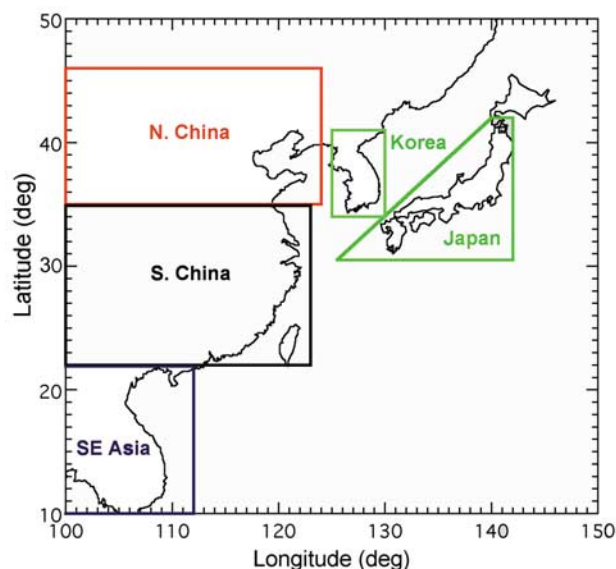 50
40
30
20
10
Latitude (deg)
N. China
Korea
Japan
S. China
SE Asia
100 110 120 130 140 150
Longitude (deg)